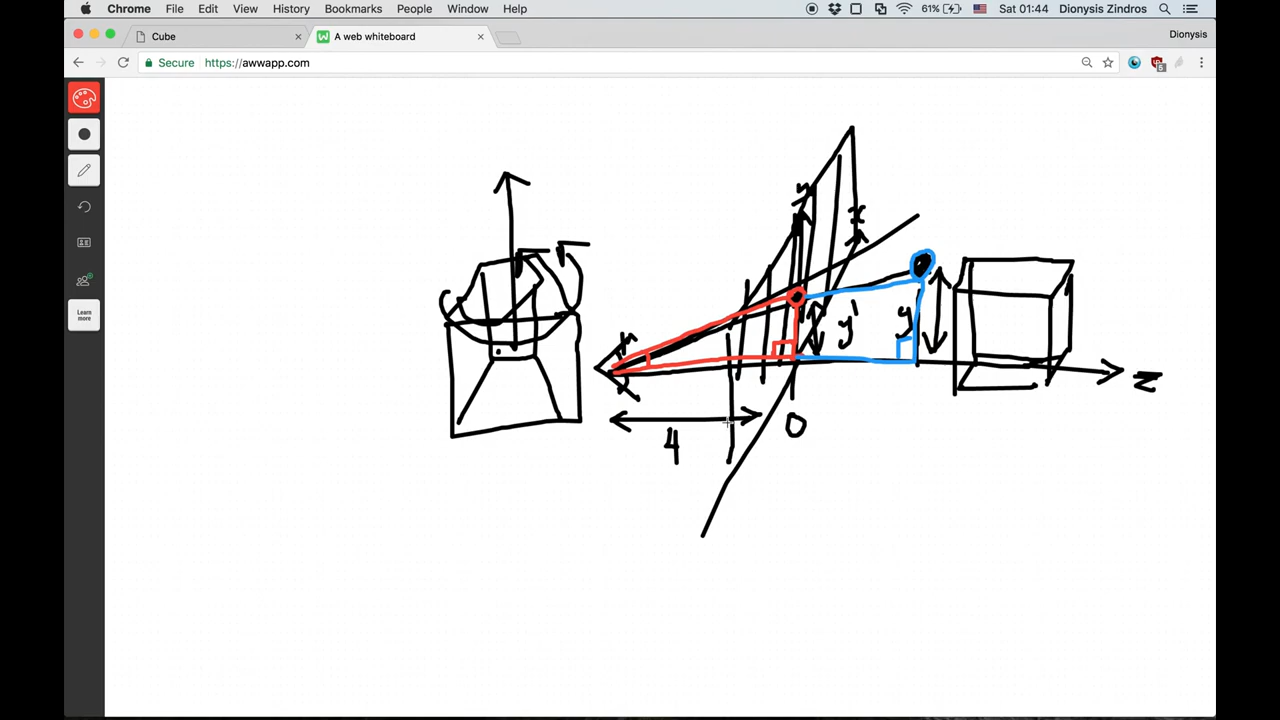 Chrome File Edit View History Bookmarks People Window Help 61% Sat 01:44 Dionysis Zindros
Cube
A web whiteboard
Dionysis
Secure https://awwapp.com
Learn more
y
x
y'
y
z
4
0